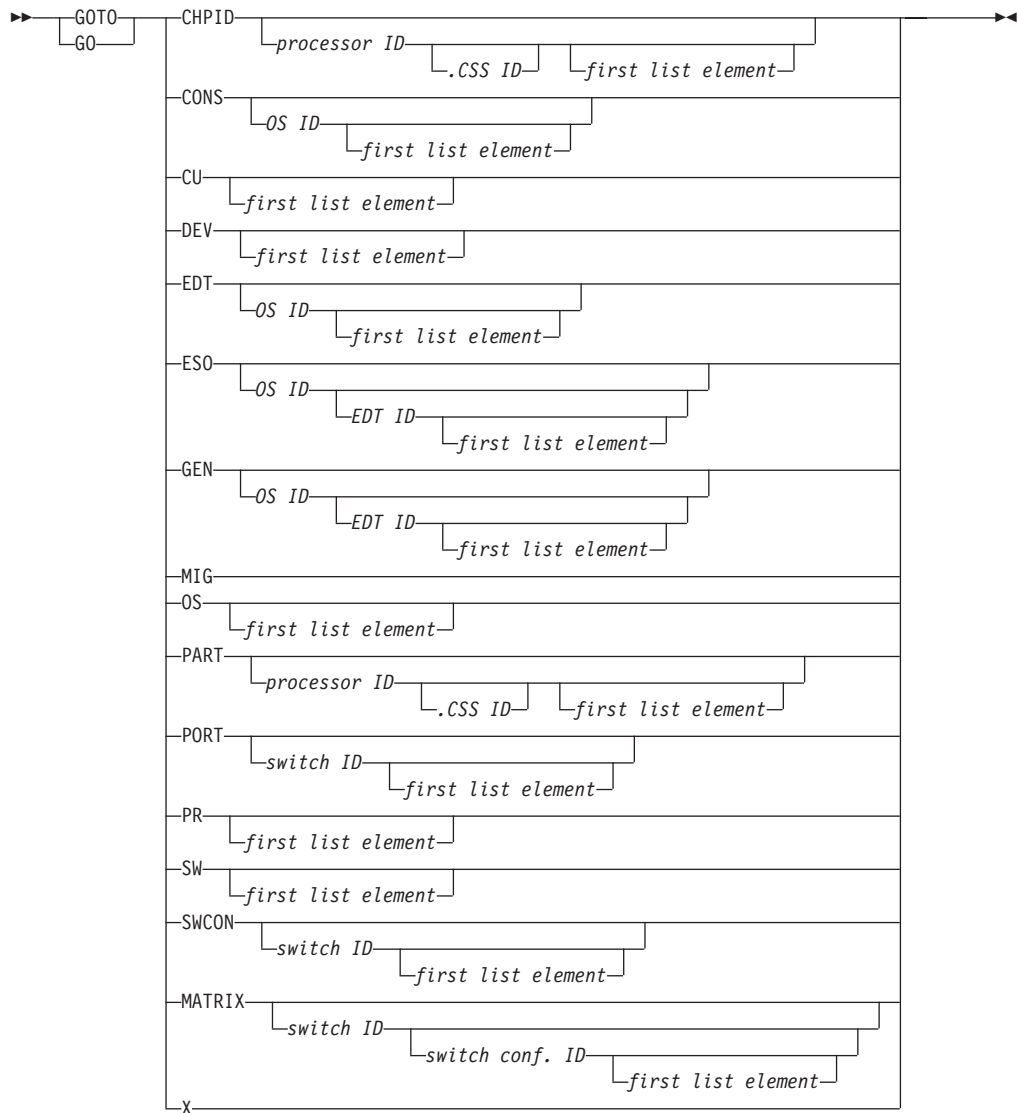 GOTO CHPID
GO processor ID
.CSS ID first list element
CONS
OS ID
first list element
CU
first list element
DEV
first list element
EDT
OS ID
first list element
ESO
OS ID
EDT ID
first list element
GEN
OS ID
EDT ID
first list element
MIG
OS
first list element
PART
processor ID
.CSS ID first list element
PORT
switch ID
first list element
PR
first list element
SW
first list element
SWCON
switch ID
first list element
MATRIX
switch ID
switch conf. ID
first list element
X